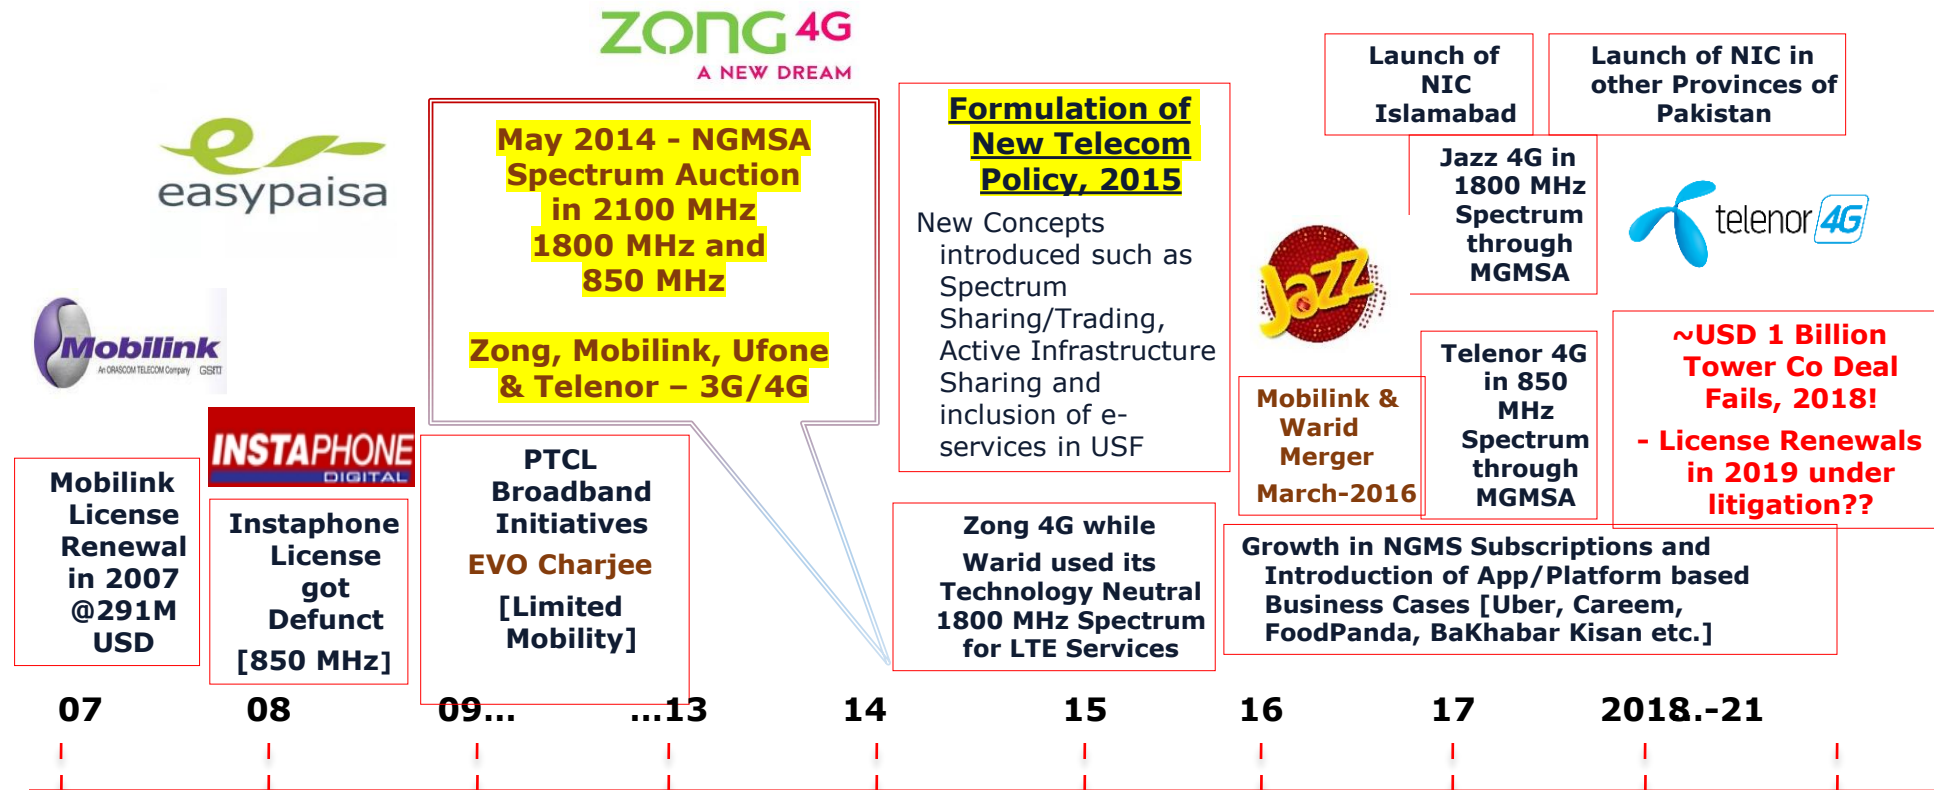 ZONG 4G
A NEW DREAM
easypaisa
Mobilink
An ORASCOM TELECOM Company GSM
INSTAPHONE
DIGITAL
Mobilink
License
Renewal
in 2007
@291M
USD
Instaphone
License
got
Defunct
[850 MHz]
May 2014 - NGMSA
Spectrum Auction
in 2100 MHz
1800 MHz and
850 MHz
Zong, Mobilink, Ufone
& Telenor – 3G/4G
PTCL
Broadband
Initiatives
EVO Charjee
[Limited
Mobility]
Formulation of
New Telecom
Policy, 2015
New Concepts
introduced such as
Spectrum
Sharing/Trading,
Active Infrastructure
Sharing and
inclusion of e-
services in USF
Zong 4G while
Warid used its
Technology Neutral
1800 MHz Spectrum
for LTE Services
Launch of
NIC
Islamabad
Launch of NIC in
other Provinces of
Pakistan
Jazz 4G in
1800 MHz
Spectrum
through
MGMSA
Jazz
telenor 4G
Mobilink &
Warid
Merger
March-2016
Telenor 4G
in 850
MHz
Spectrum
through
MGMSA
~USD 1 Billion
Tower Co Deal
Fails, 2018!
- License Renewals
in 2019 under
litigation??
Growth in NGMS Subscriptions and
Introduction of App/Platform based
Business Cases [Uber, Careem,
FoodPanda, BaKhabar Kisan etc.]
07 08 09... ...13 14 15 16 17 2018..-21